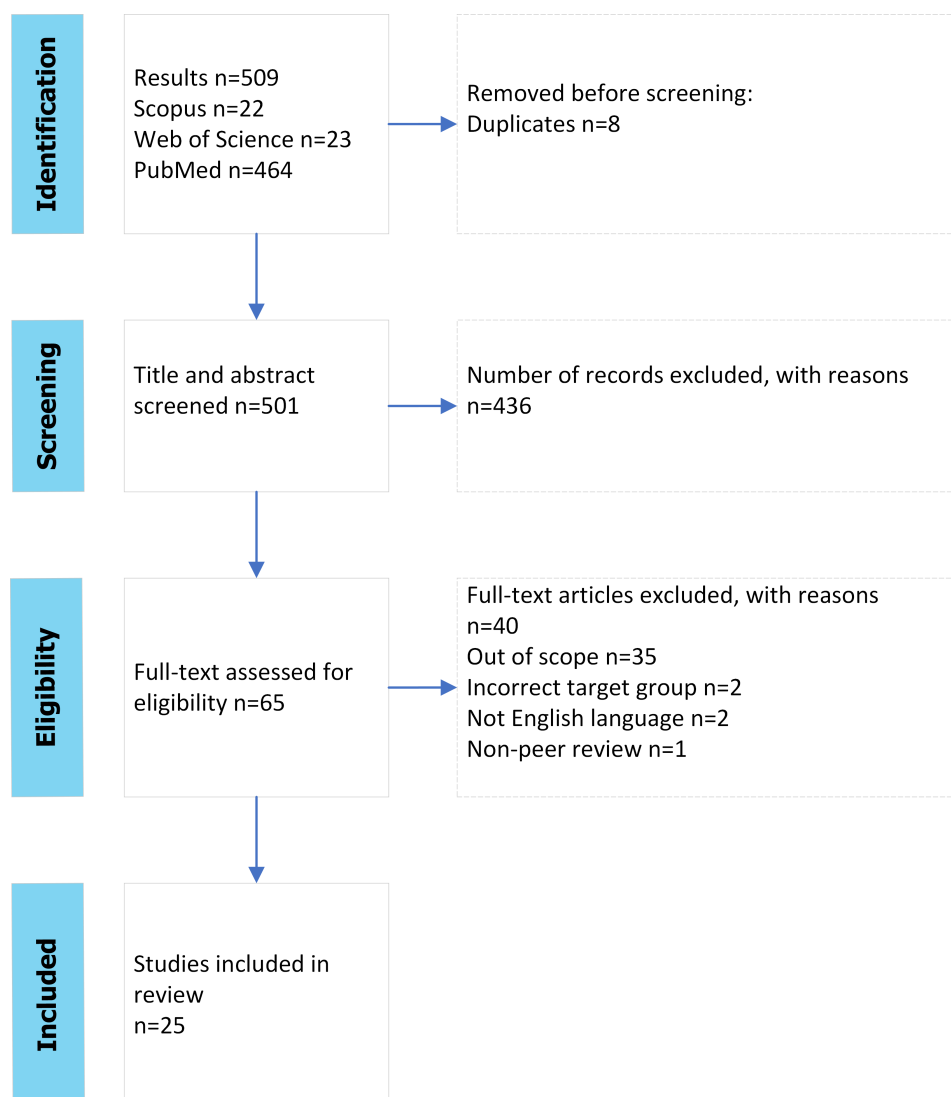 Identification
Results n=509
Scopus n=22
Web of Science n=23
PubMed n=464
Removed before screening:
Duplicates n=8
Screening
Title and abstract
screened n=501
Number of records excluded, with reasons
n=436
Eligibility
Full-text assessed for
eligibility n=65
Full-text articles excluded, with reasons
n=40
Out of scope n=35
Incorrect target group n=2
Not English language n=2
Non-peer review n=1
Included
Studies included in
review
n=25